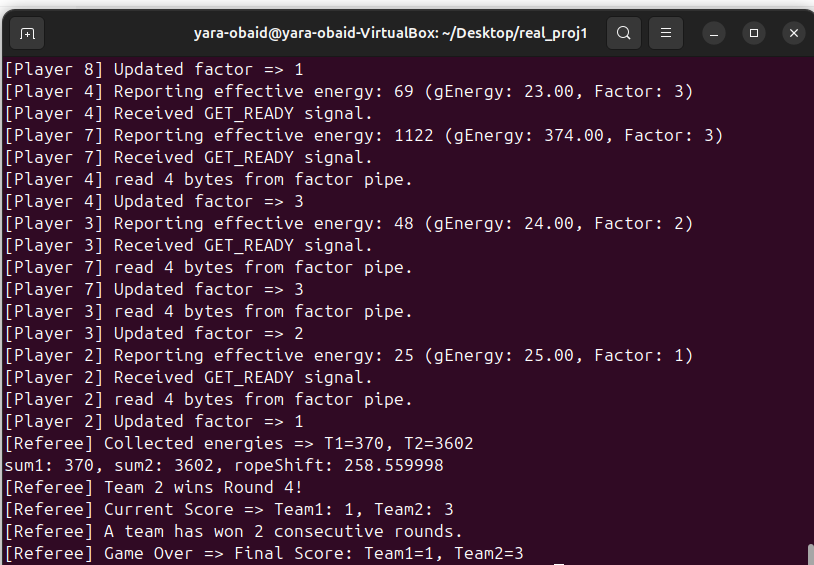 yara-obaid@yara-obaid-VirtualBox: ~/Desktop/real_proj1
[Player 8] Updated factor => 1
[Player 4] Reporting effective energy: 69 (gEnergy: 23.00, Factor: 3)
[Player 4] Received GET_READY signal.
[Player 7] Reporting effective energy: 1122 (gEnergy: 374.00, Factor: 3)
[Player 7] Received GET_READY signal.
[Player 4] read 4 bytes from factor pipe.
[Player 4] Updated factor => 3
[Player 3] Reporting effective energy: 48 (gEnergy: 24.00, Factor: 2)
[Player 3] Received GET_READY signal.
[Player 7] read 4 bytes from factor pipe.
[Player 7] Updated factor => 3
[Player 3] read 4 bytes from factor pipe.
[Player 3] Updated factor => 2
[Player 2] Reporting effective energy: 25 (gEnergy: 25.00, Factor: 1)
[Player 2] Received GET_READY signal.
[Player 2] read 4 bytes from factor pipe.
[Player 2] Updated factor => 1
[Referee] Collected energies => T1=370, T2=3602
sum1: 370, sum2: 3602, ropeShift: 258.559998
[Referee] Team 2 wins Round 4!
[Referee] Current Score => Team1: 1, Team2: 3
[Referee] A team has won 2 consecutive rounds.
[Referee] Game Over => Final Score: Team1=1, Team2=3